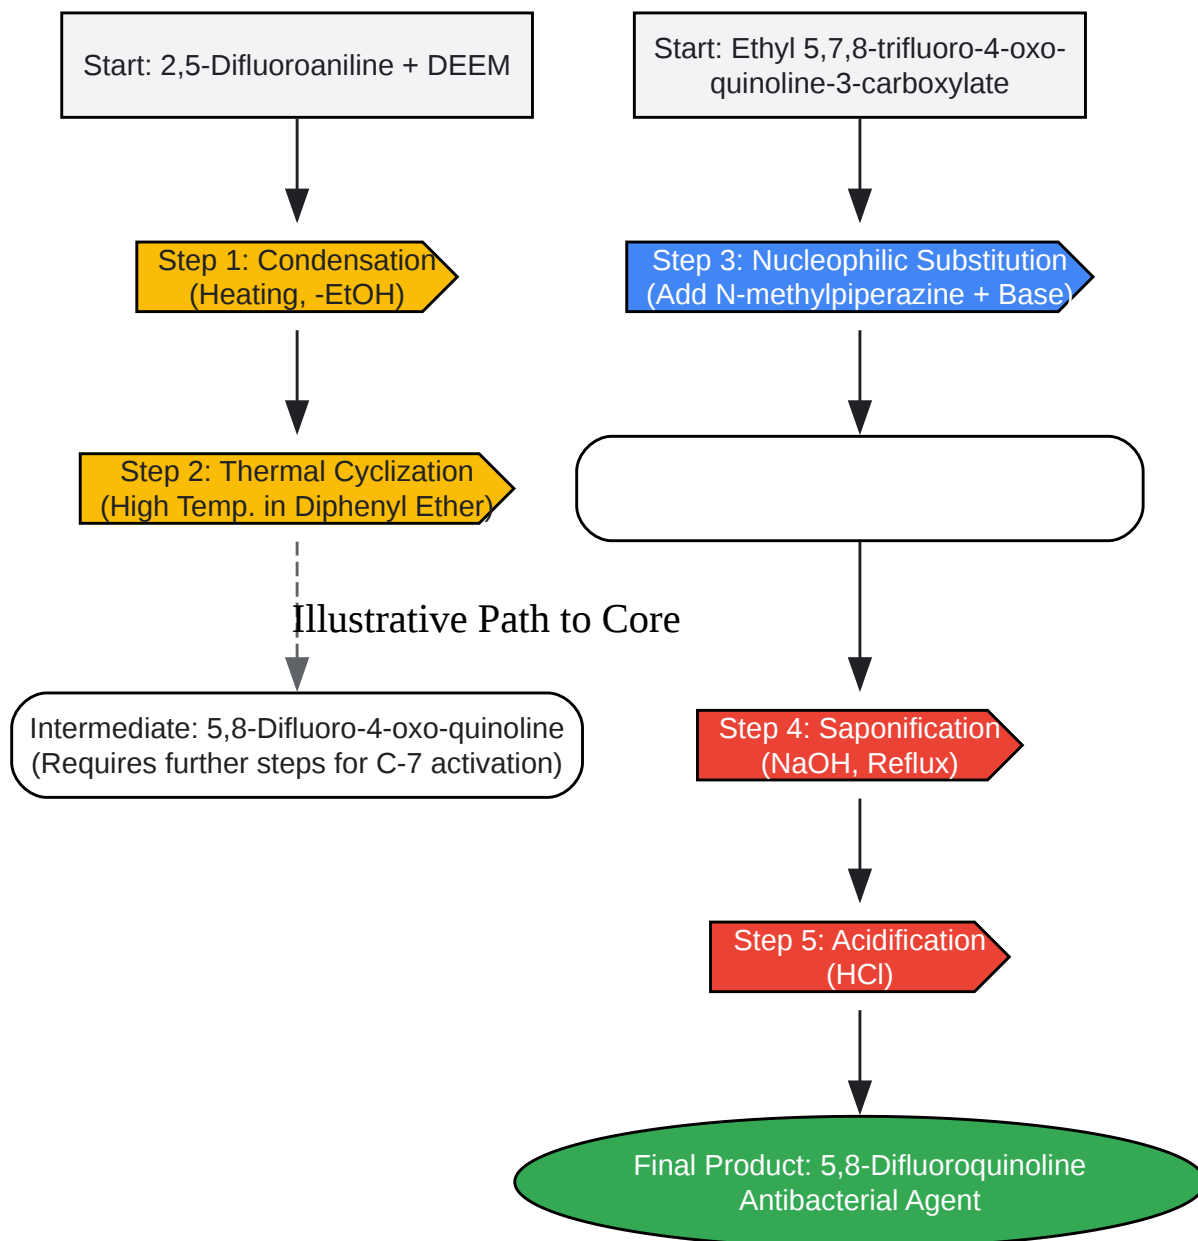 Start: 2,5-Difluoroaniline + DEEM
Step 1: Condensation
(Heating, -EtOH)
Step 2: Thermal Cyclization
(High Temp. in Diphenyl Ether)
Illustrative Path to Core
Intermediate: 5,8-Difluoro-4-oxo-quinoline
(Requires further steps for C-7 activation)
Start: Ethyl 5,7,8-trifluoro-4-oxo-
quinoline-3-carboxylate
Step 3: Nucleophilic Substitution
(Add N-methylpiperazine + Base)
Step 4: Saponification
(NaOH, Reflux)
Step 5: Acidification
(HCl)
Final Product: 5,8-Difluoroquinoline
Antibacterial Agent